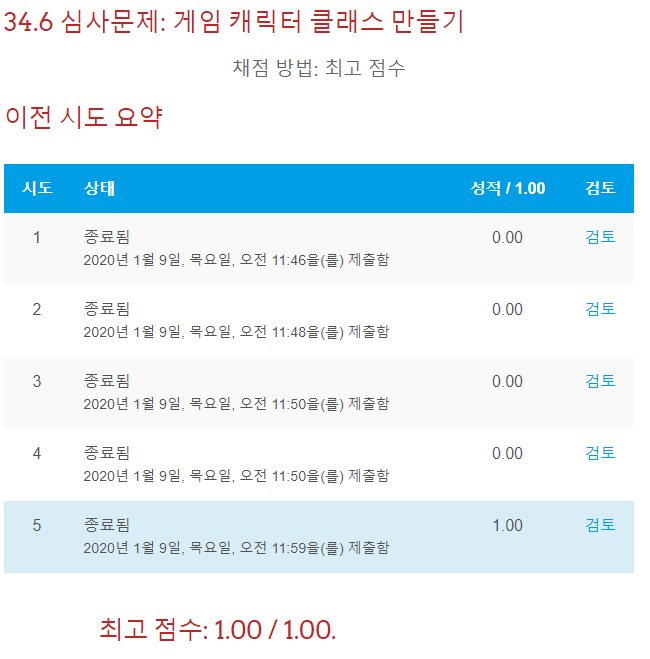 34.6 심사문제: 게임 캐릭터 클래스 만들기
채점 방법: 최고 점수
이전 시도 요약
시도 상태 성적 / 1.00 검토
1 종료됨 0.00 검토
2020년 1월 9일, 목요일, 오전 11:46을(를) 제출함
2 종료됨 0.00 검토
2020년 1월 9일, 목요일, 오전 11:48을(를) 제출함
3 종료됨 0.00 검토
2020년 1월 9일, 목요일, 오전 11:50을(를) 제출함
4 종료됨 0.00 검토
2020년 1월 9일, 목요일, 오전 11:50을(를) 제출함
5 종료됨 1.00 검토
2020년 1월 9일, 목요일, 오전 11:59을(를) 제출함
최고 점수: 1.00 / 1.00.